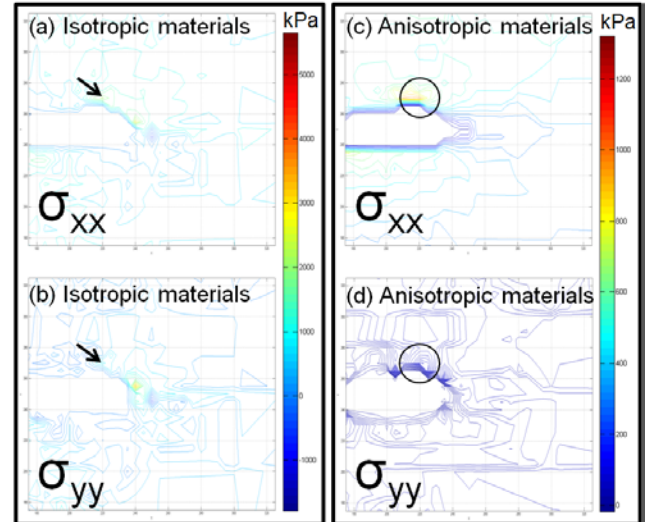 kPa
(a) Isotropic materials
σxx
(b) Isotropic materials
σyy
5000
4000
3000
2000
1000
0
1000
(c) Anisotropic materials
σxx
(d) Anisotropic materials
σyy
kPa
1200
1000
800
600
400
200
0